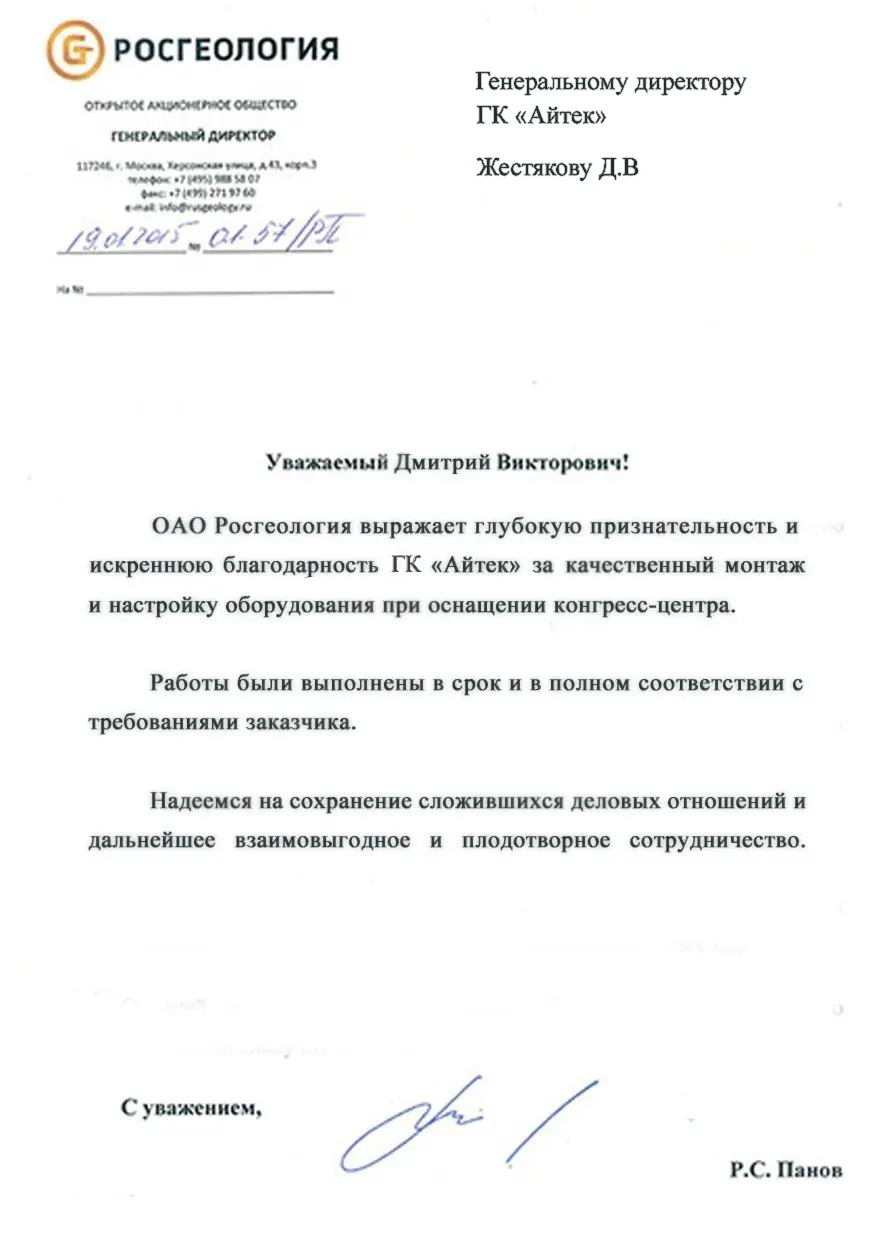 РОСГЕОЛОГИЯ
ОТКРЫТОЕ АКЦИОНЕРНОЕ ОБЩЕСТВО
ГЕНЕРАЛЬНЫЙ ДИРЕКТОР
117246, г. Москва, Херсонская улица, д.43, корп.3
телефон: +7 (495) 988 58 07
факс: +7 (499) 271 97 60
e-mail: info@rusgeology.ru
19.01.2015 № 01-57/РП
На №
Генеральному директору
ГК «Айтек»
Жестякову Д.В
Уважаемый Дмитрий Викторович!
ОАО Росгеология выражает глубокую признательность и
искреннюю благодарность ГК «Айтек» за качественный монтаж
и настройку оборудования при оснащении конгресс-центра.
Работы были выполнены в срок и в полном соответствии с
требованиями заказчика.
Надеемся на сохранение сложившихся деловых отношений и
дальнейшее взаимовыгодное и плодотворное сотрудничество.
С уважением,
Р.С. Панов